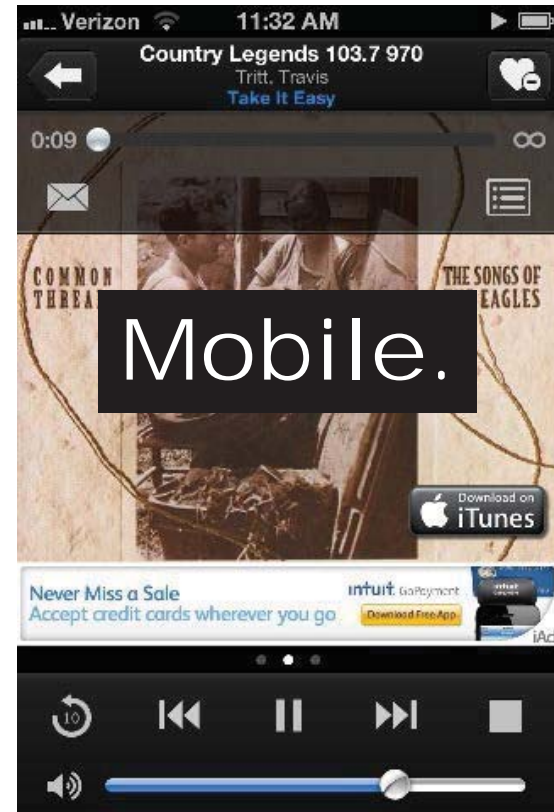 Verizon 11:32 AM
Country Legends 103.7 970
Tritt, Travis
Take It Easy
0:09
COMMON
THE SONGS OF
EAGLES
Mobile.
Download on
iTunes
Never Miss a Sale
Accept credit cards wherever you go
intuit GoPayment
Download Free App
iAd
10